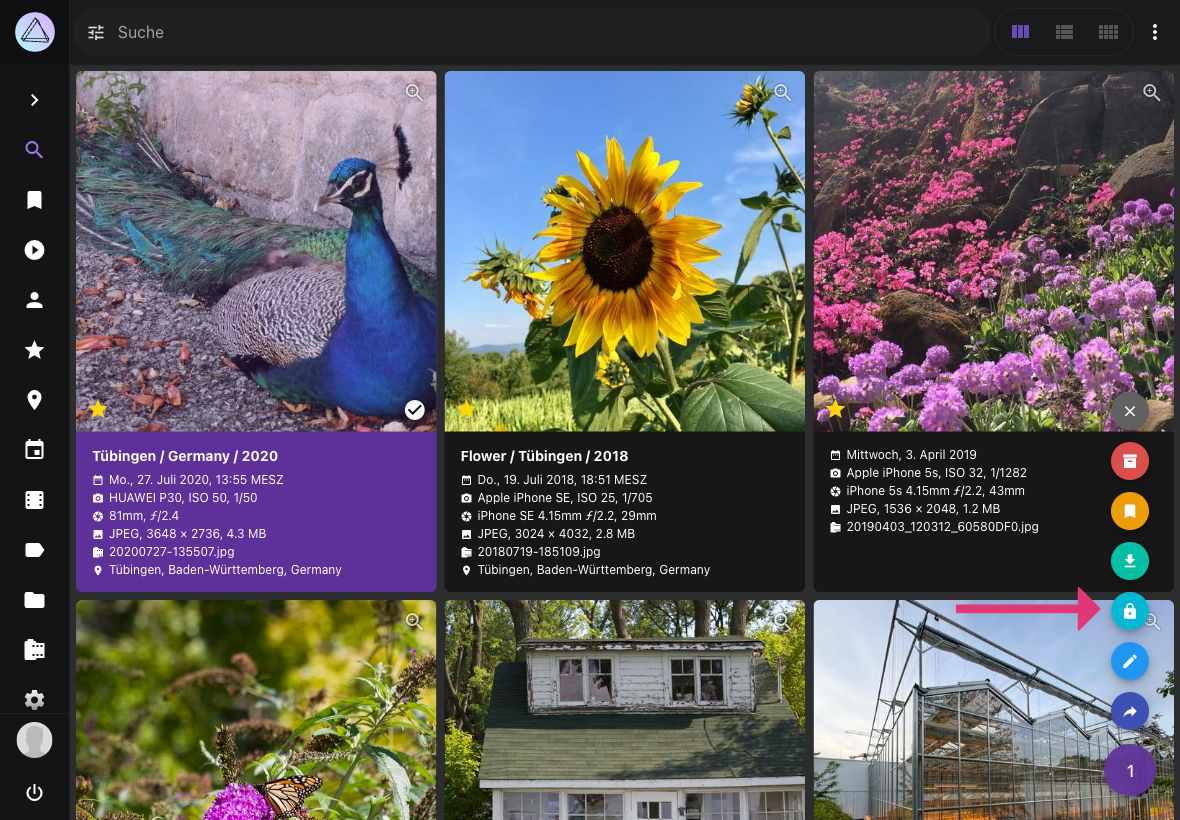 Suche
Tübingen / Germany / 2020
Mo., 27. Juli 2020, 13:55 MESZ
HUAWEI P30, ISO 50, 1/50
81mm, ƒ/2.4
JPEG, 3648 × 2736, 4.3 MB
20200727-135507.jpg
Tübingen, Baden-Württemberg, Germany
Flower / Tübingen / 2018
Do., 19. Juli 2018, 18:51 MESZ
Apple iPhone SE, ISO 25, 1/705
iPhone SE 4.15mm ƒ/2.2, 29mm
JPEG, 3024 × 4032, 2.8 MB
20180719-185109.jpg
Tübingen, Baden-Württemberg, Germany
Mittwoch, 3. April 2019
Apple iPhone 5s, ISO 32, 1/1282
iPhone 5s 4.15mm ƒ/2.2, 43mm
JPEG, 1536 × 2048, 1.2 MB
20190403_120312_60580DF0.jpg
1